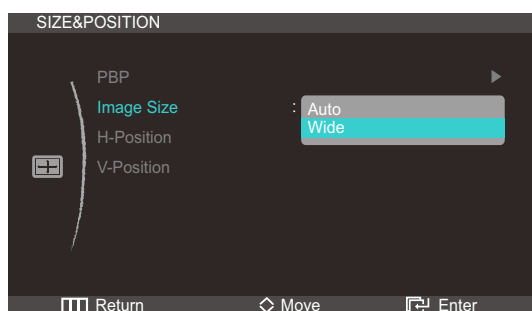 SIZE&POSITION
PBP
Image Size : Auto
Wide
H-Position
V-Position
Return Move Enter